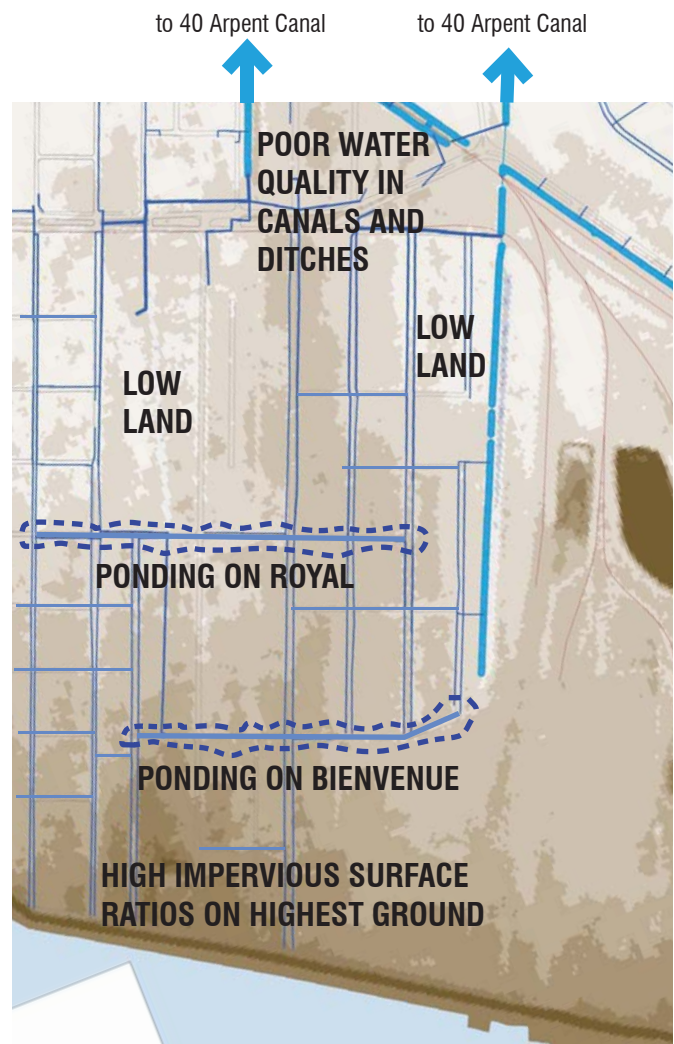 to 40 Arpent Canal
to 40 Arpent Canal
POOR WATER
QUALITY IN
CANALS AND
DITCHES
LOW
LAND
LOW
LAND
PONDING ON ROYAL
PONDING ON BIENVENUE
HIGH IMPERVIOUS SURFACE
RATIOS ON HIGHEST GROUND